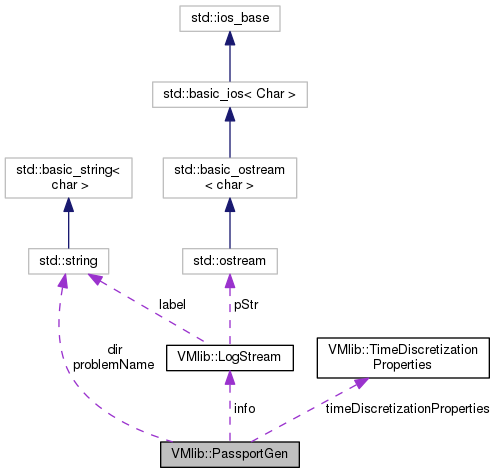 std::ios_base
std::basic_ios< Char >
std::basic_string<
char >
std::basic_ostream
< char >
std::string
std::ostream
label
pStr
dir
problemName
VMlib::LogStream
VMlib::TimeDiscretization
Properties
info
timeDiscretizationProperties
VMlib::PassportGen